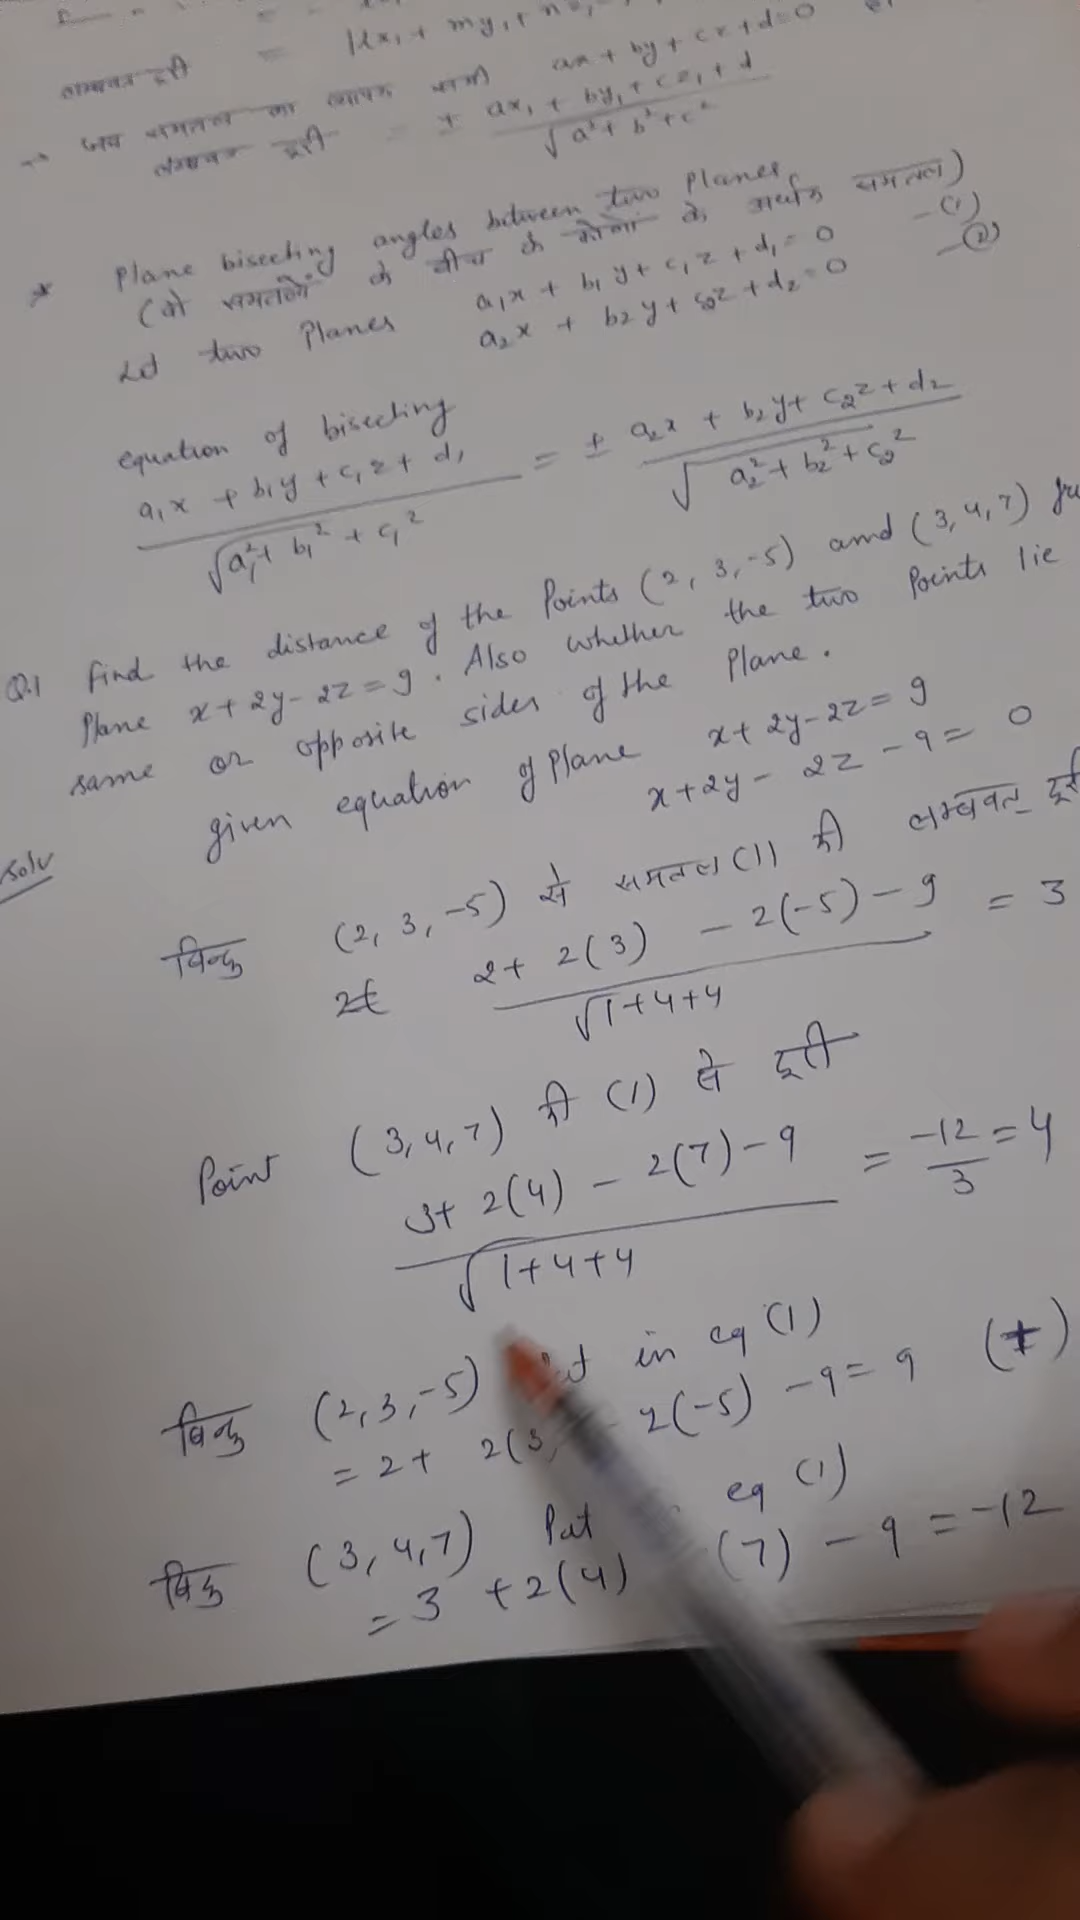 लम्बवत दूरी = |lx₁ + my₁ + n
→ जब समतल का व्यापक समी ax + by + cz + d = 0
लम्बवत दूरी = ± (ax₁ + by₁ + cz₁ + d) / √(a² + b² + c²)
* Plane bisecting angles between two planes
(दो समतलों के बीच के कोणों के अर्धक समतल)
Let two Planes a₁x + b₁y + c₁z + d₁ = 0 —(1)
a₂x + b₂y + c₂z + d₂ = 0 —(2)
equation of bisecting
(a₁x + b₁y + c₁z + d₁) / √(a₁² + b₁² + c₁²) = ± (a₂x + b₂y + c₂z + d₂) / √(a₂² + b₂² + c₂²)
Q.1 find the distance of the Points (2, 3, -5) and (3, 4, 7)
Plane x + 2y - 2z = 9. Also whether the two Points lie
same or opposite sides of the Plane.
Solv given equation of Plane x + 2y - 2z = 9
x + 2y - 2z - 9 = 0
बिन्दु (2, 3, -5) से समतल (1) की लम्बवत
(2 + 2(3) - 2(-5) - 9) / √(1+4+4) = 3
Point (3, 4, 7) की (1) से दूरी
(3 + 2(4) - 2(7) - 9) / √(1+4+4) = -12/3 = 4
बिन्दु (2, 3, -5) in eq (1)
= 2 + 2(3 2(-5) - 9 = 9 (+)
बिन्दु (3, 4, 7) Put eq (1)
= 3 + 2(4) (7) - 9 = -12